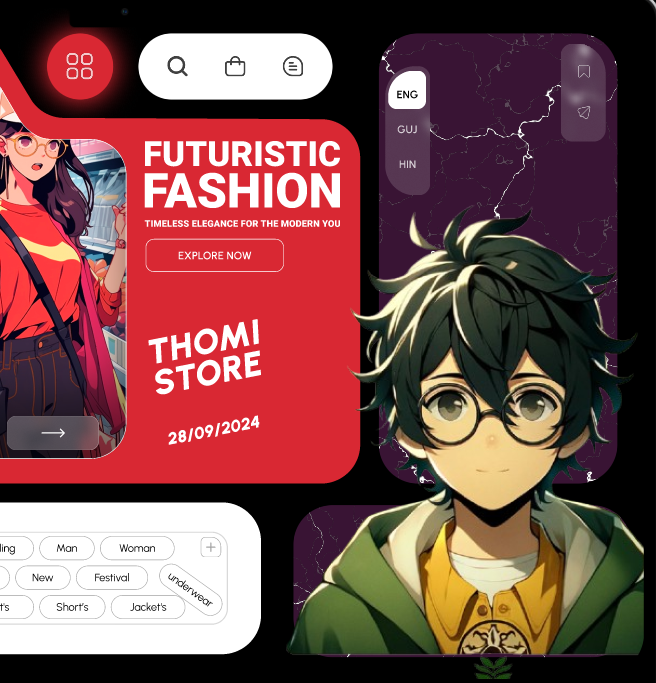 FUTURISTIC
FASHION
TIMELESS ELEGANCE FOR THE MODERN YOU
EXPLORE NOW
THOMI
STORE
28/09/2024
ENG
GUJ
HIN
Man
Woman
New
Festival
underwear
Short's
Jacket's